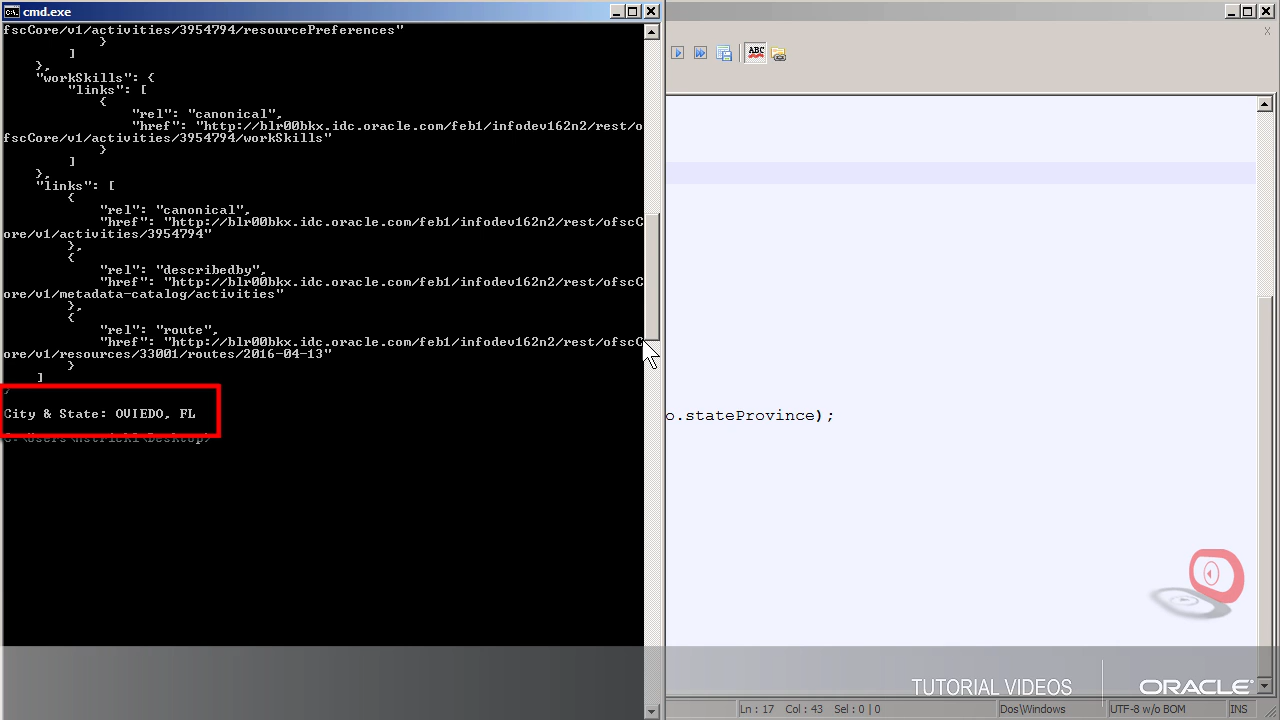 cmd.exe
fscCore/v1/activities/3954794/resourcePreferences"
}
]
},
"workSkills": {
"links": [
{
"rel": "canonical",
"href": "http://blr00bkx.idc.oracle.com/feb1/infodev162n2/rest/o
fscCore/v1/activities/3954794/workSkills"
}
]
},
"links": [
{
"rel": "canonical",
"href": "http://blr00bkx.idc.oracle.com/feb1/infodev162n2/rest/ofscC
ore/v1/activities/3954794"
},
{
"rel": "describedby",
"href": "http://blr00bkx.idc.oracle.com/feb1/infodev162n2/rest/ofscC
ore/v1/metadata-catalog/activities"
},
{
"rel": "route",
"href": "http://blr00bkx.idc.oracle.com/feb1/infodev162n2/rest/ofscC
ore/v1/resources/33001/routes/2016-04-13"
}
]
City & State: OVIEDO, FL
ABC
o.stateProvince);
TUTORIAL VIDEOS
ORACLE
Ln : 17 Col : 43 Sel : 0 | 0
Dos\Windows
UTF-8 w/o BOM
INS